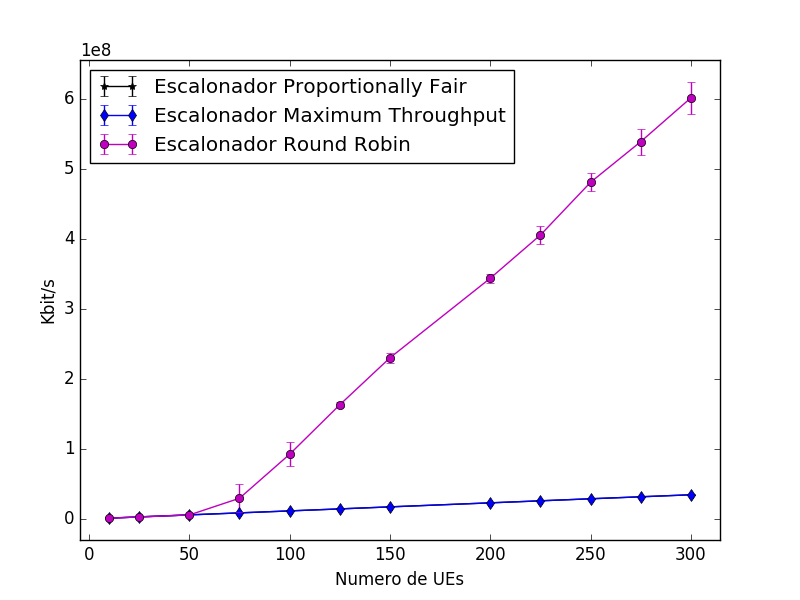 1e8
Escalonador Proportionally Fair
Escalonador Maximum Throughput
Escalonador Round Robin
6
5
4
3
2
1
0
Kbit/s
0 50 100 150 200 250 300
Numero de UEs